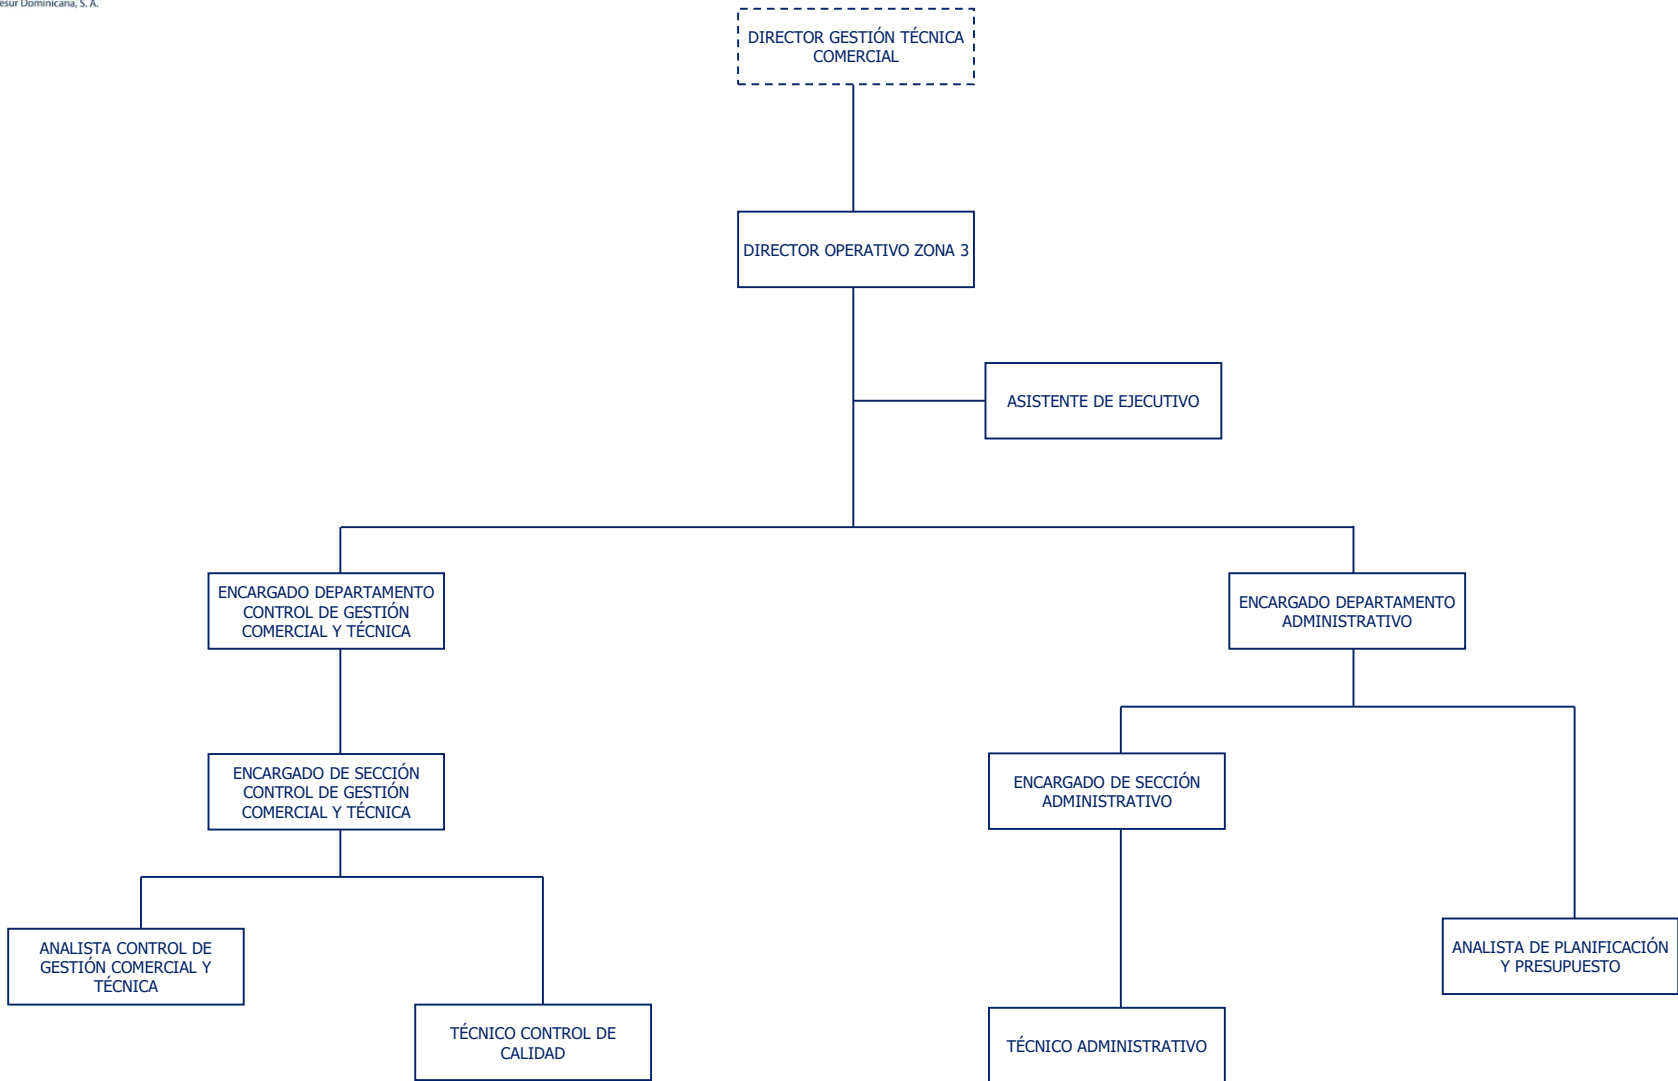 esur Dominicana, S. A.
DIRECTOR GESTIÓN TÉCNICA
COMERCIAL
DIRECTOR OPERATIVO ZONA 3
ASISTENTE DE EJECUTIVO
ENCARGADO DEPARTAMENTO
CONTROL DE GESTIÓN
COMERCIAL Y TÉCNICA
ENCARGADO DEPARTAMENTO
ADMINISTRATIVO
ENCARGADO DE SECCIÓN
CONTROL DE GESTIÓN
COMERCIAL Y TÉCNICA
ENCARGADO DE SECCIÓN
ADMINISTRATIVO
ANALISTA CONTROL DE
GESTIÓN COMERCIAL Y
TÉCNICA
ANALISTA DE PLANIFICACIÓN
Y PRESUPUESTO
TÉCNICO CONTROL DE
CALIDAD
TÉCNICO ADMINISTRATIVO